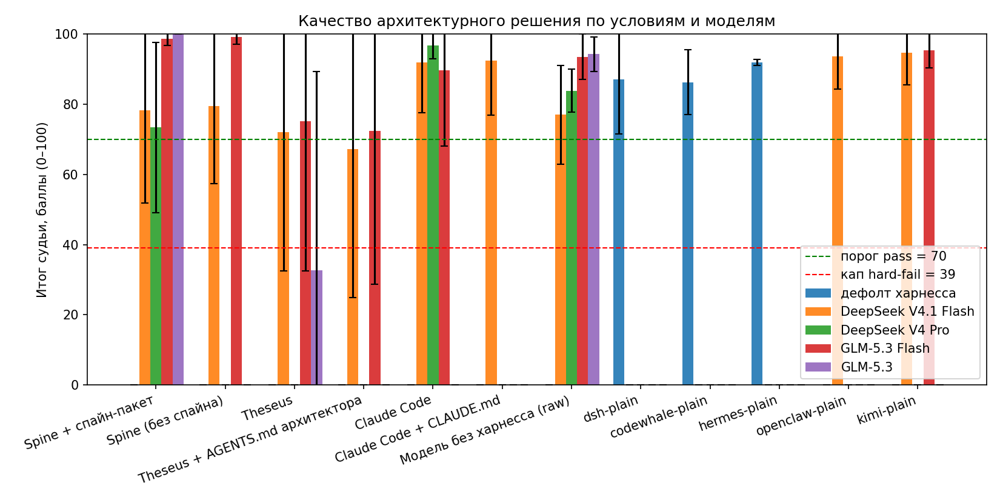 Качество архитектурного решения по условиям и моделям
Итог судьи, баллы (0–100)
100
80
60
40
20
0
порог pass = 70
кап hard-fail = 39
дефолт харнесса
DeepSeek V4.1 Flash
DeepSeek V4 Pro
GLM-5.3 Flash
GLM-5.3
Spine + спайн-пакет
Spine (без спайна)
Theseus
Theseus + AGENTS.md архитектора
Claude Code
Claude Code + CLAUDE.md
Модель без харнесса (raw)
dsh-plain
codewhale-plain
hermes-plain
openclaw-plain
kimi-plain